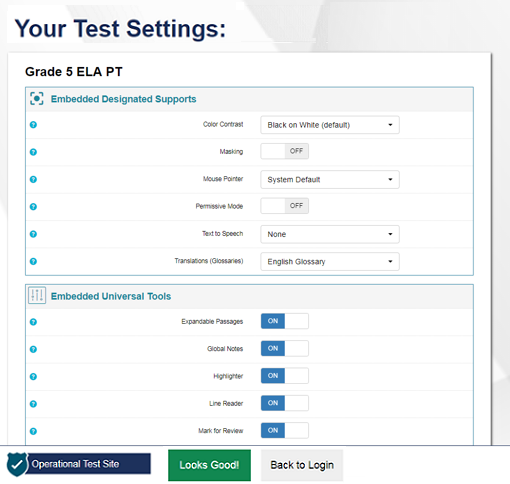 Your Test Settings:
Grade 5 ELA PT
Embedded Designated Supports
? Color Contrast Black on White (default)
? Masking OFF
? Mouse Pointer System Default
? Permissive Mode OFF
? Text to Speech None
? Translations (Glossaries) English Glossary
Embedded Universal Tools
? Expandable Passages ON
? Global Notes ON
? Highlighter ON
? Line Reader ON
? Mark for Review ON
Operational Test Site Looks Good! Back to Login